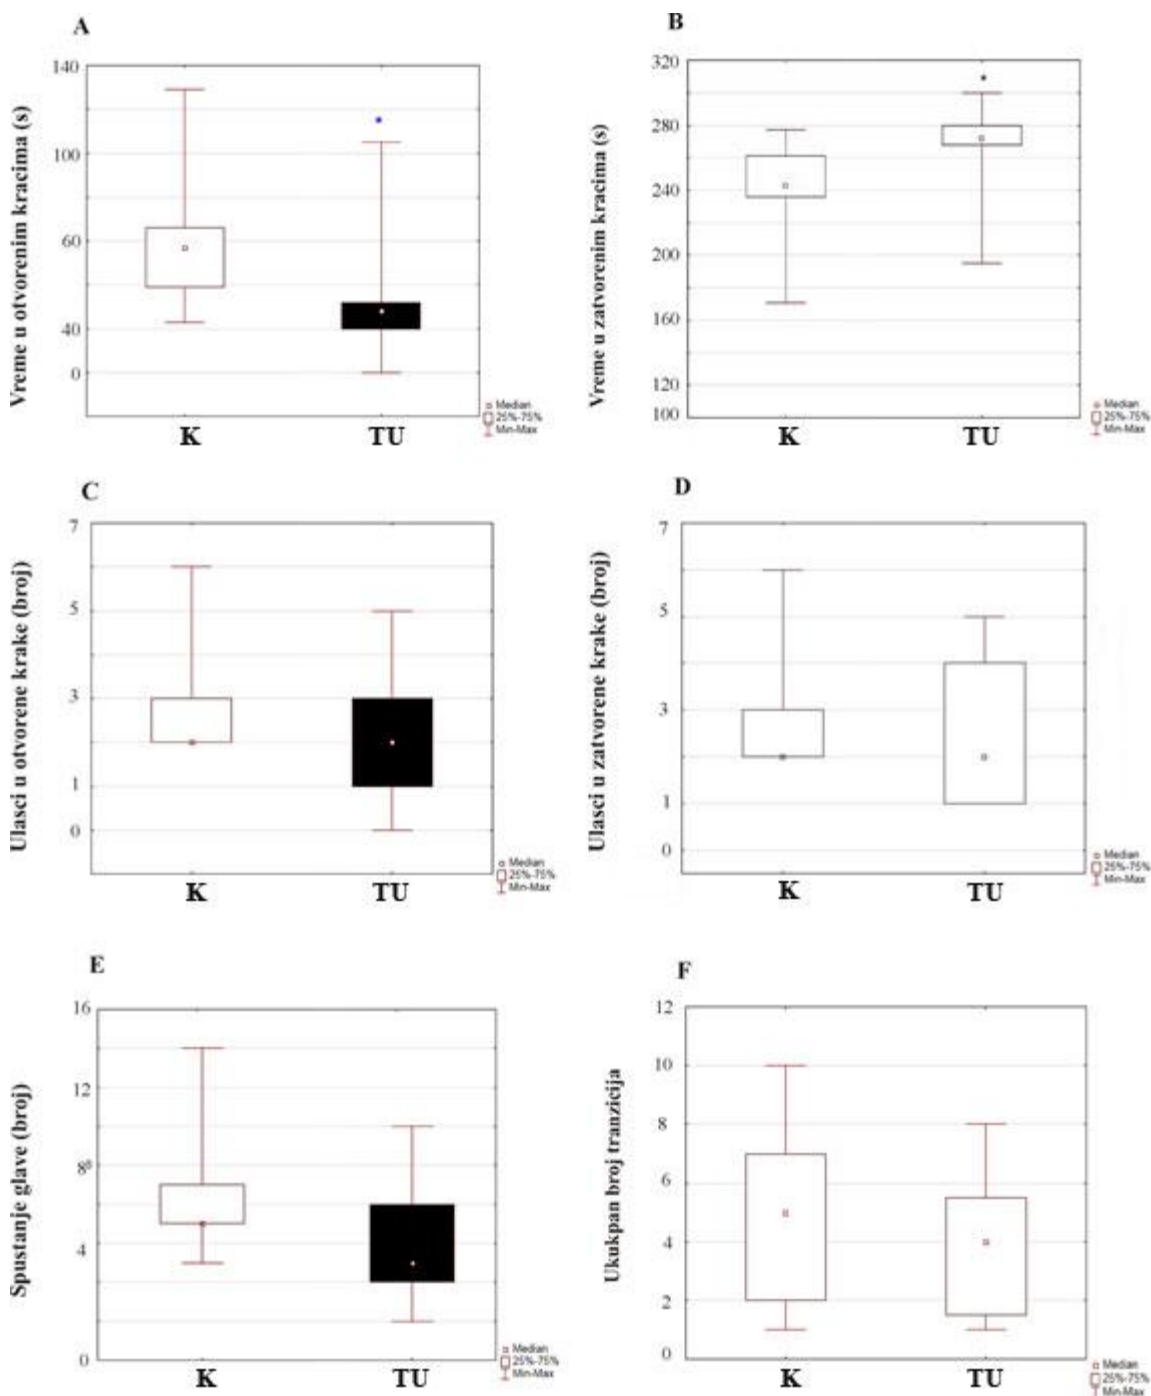 A
Vreme u otvorenim kracima (s)
140
100
60
40
0
K TU
Median
25%-75%
Min-Max
B
Vreme u zatvorenim kracima (s)
320
280
240
200
160
120
100
K TU
Median
25%-75%
Min-Max
C
Ulasci u otvorene krake (broj)
7
5
3
1
0
K TU
Median
25%-75%
Min-Max
D
Ulasci u zatvorene krake (broj)
7
5
3
1
0
K TU
Median
25%-75%
Min-Max
E
Spustanje glave (broj)
16
12
8⁸
4
0
K TU
Median
25%-75%
Min-Max
F
Ukukpan broj tranzicija
12
10
8
6
4
2
0
K TU
Median
25%-75%
Min-Max